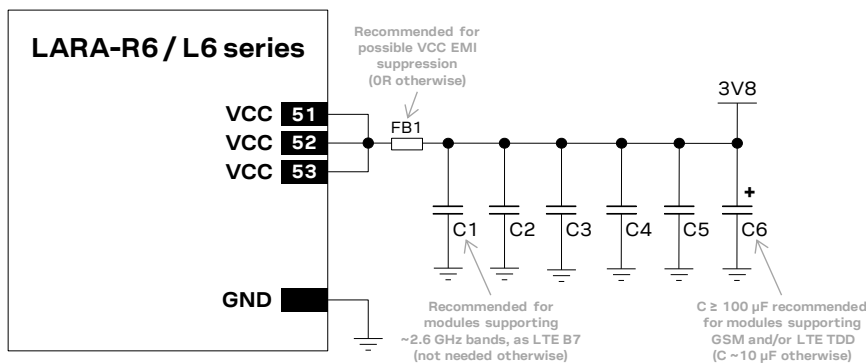 LARA-R6 / L6 series
Recommended for
possible VCC EMI
suppression
(0R otherwise)
3V8
VCC 51
FB1
VCC 52
VCC 53
+
C1
C2
C3
C4
C5
C6
GND
Recommended for
modules supporting
~2.6 GHz bands, as LTE B7
(not needed otherwise)
C ≥ 100 µF recommended
for modules supporting
GSM and/or LTE TDD
(C ~10 µF otherwise)